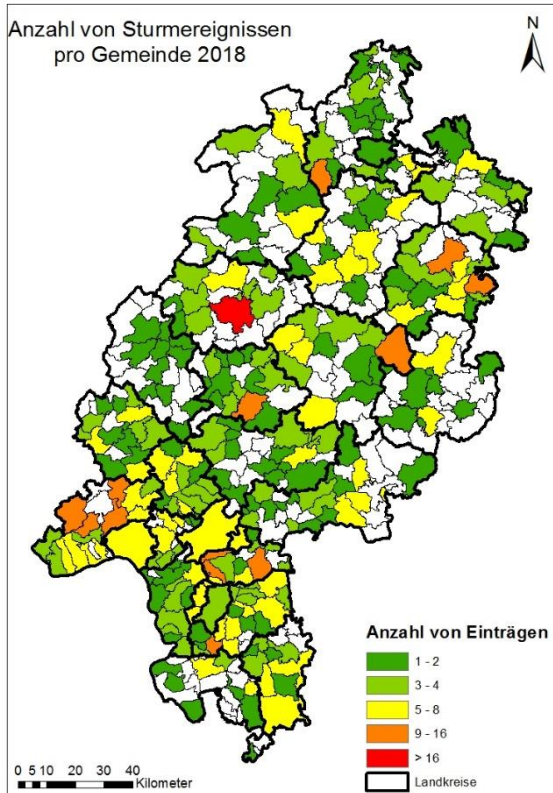 Anzahl von Sturmereignissen
pro Gemeinde 2018
N
Anzahl von Einträgen
1 - 2
3 - 4
5 - 8
9 - 16
> 16
Landkreise
0 5 10 20 30 40
Kilometer